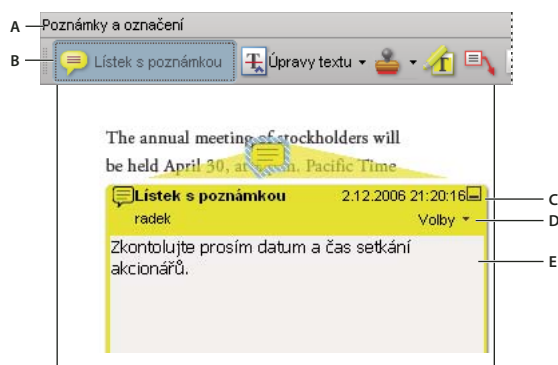 A Poznámky a označení
B Lístek s poznámkou Úpravy textu
The annual meeting of stockholders will
be held April 30, at m. Pacific Time
Lístek s poznámkou 2.12.2006 21:20:16 C
radek Volby D
Zkontolujte prosím datum a čas setkání E
akcionářů.